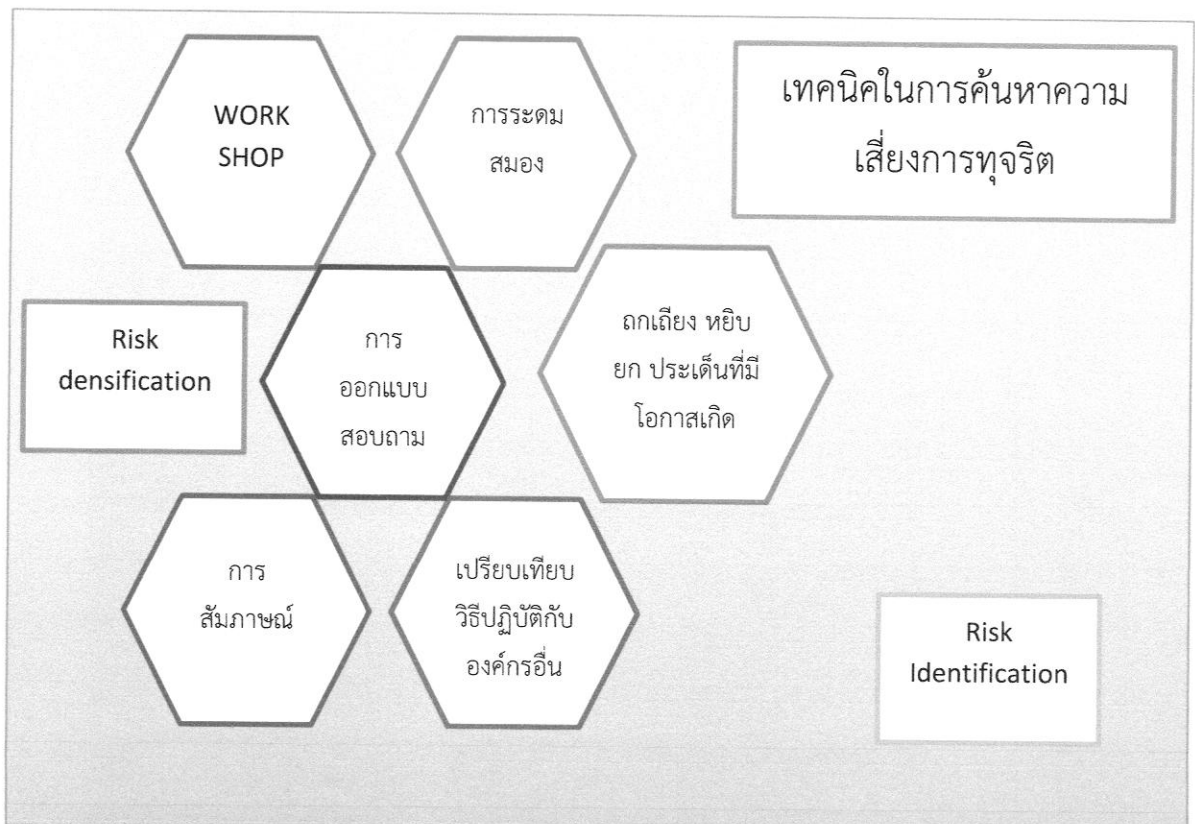 WORK
SHOP
การระดม
สมอง
เทคนิคในการค้นหาความ
เสี่ยงการทุจริต
Risk
densification
การ
ออกแบบ
สอบถาม
ถกเถียง หยิบ
ยก ประเด็นที่มี
โอกาสเกิด
การ
สัมภาษณ์
เปรียบเทียบ
วิธีปฏิบัติกับ
องค์กรอื่น
Risk
Identification